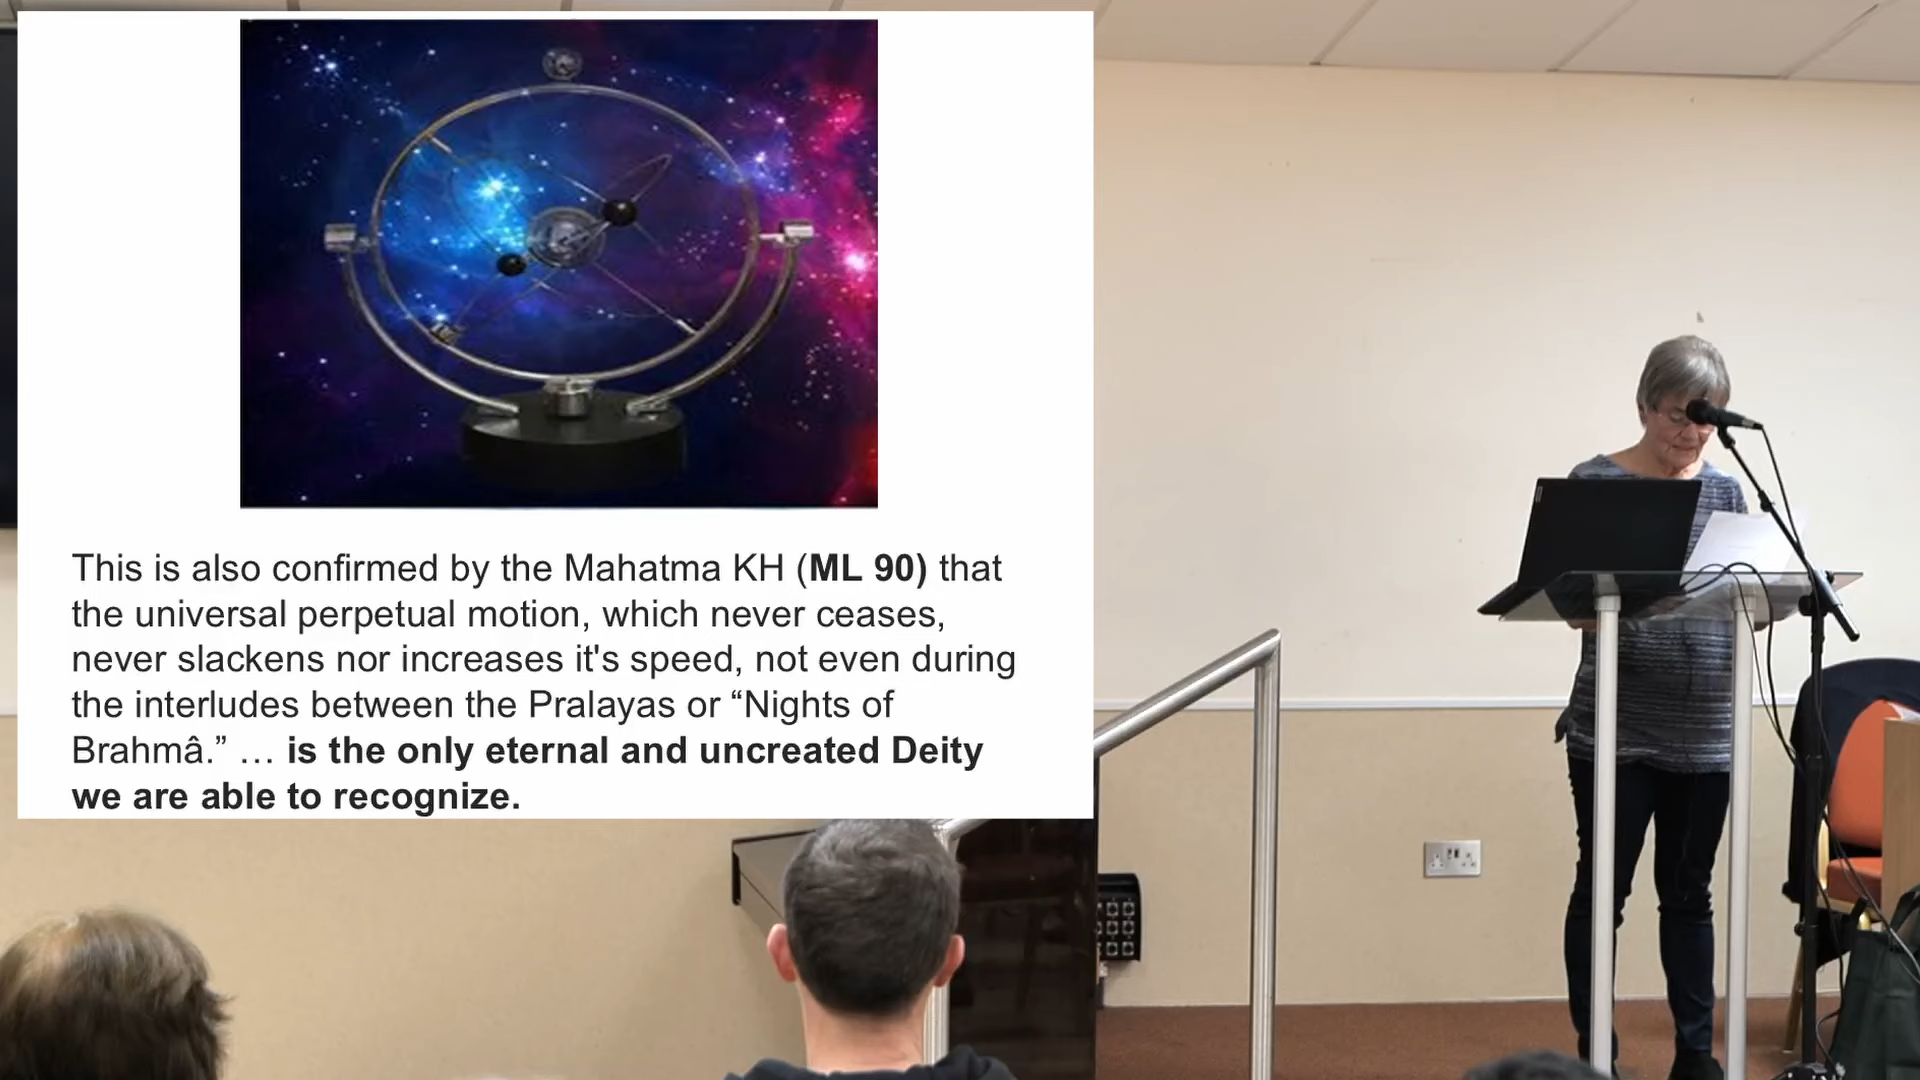 This is also confirmed by the Mahatma KH (ML 90) that
the universal perpetual motion, which never ceases,
never slackens nor increases it's speed, not even during
the interludes between the Pralayas or “Nights of
Brahmâ.” … is the only eternal and uncreated Deity
we are able to recognize.